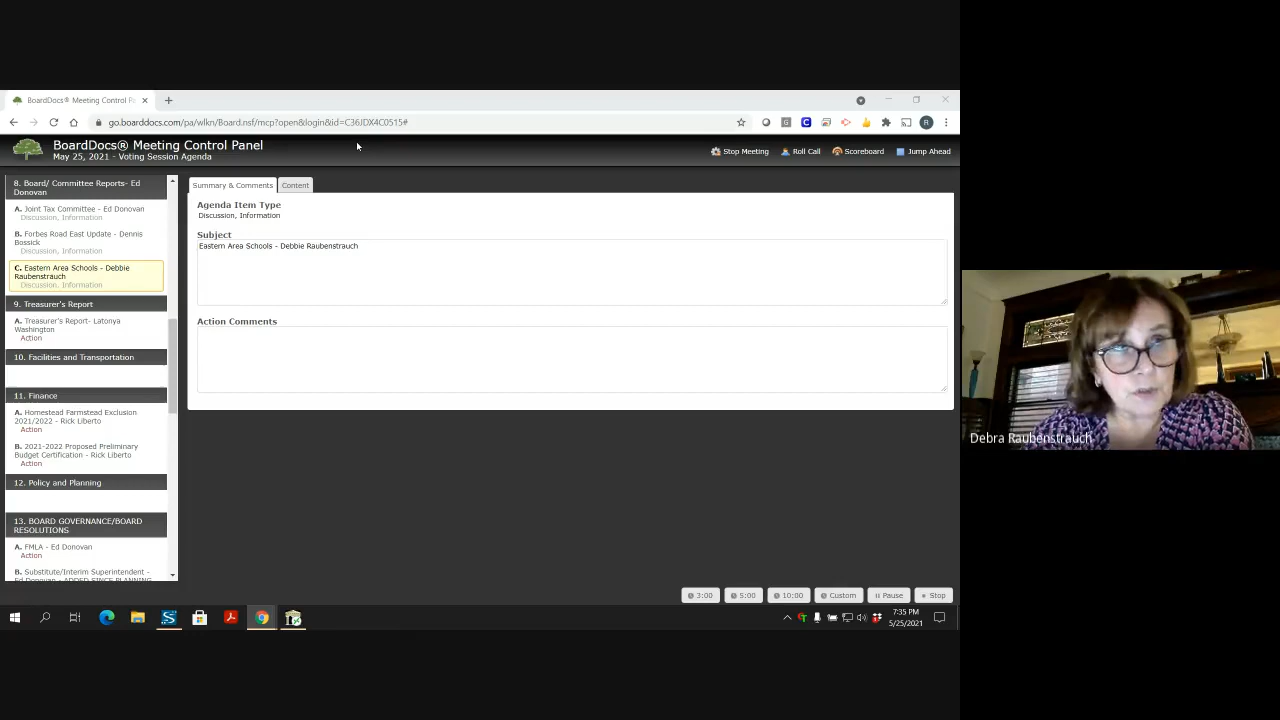 BoardDocs® Meeting Control P
go.boarddocs.com/pa/wlkn/Board.nsf/mcp?open&login&id=C36JDX4C0515#
BoardDocs® Meeting Control Panel
May 25, 2021 - Voting Session Agenda
Stop Meeting
Roll Call
Scoreboard
Jump Ahead
8. Board/ Committee Reports- Ed
Donovan
A. Joint Tax Committee - Ed Donovan
Discussion, Information
B. Forbes Road East Update - Dennis
Bossick
Discussion, Information
C. Eastern Area Schools - Debbie
Raubenstrauch
Discussion, Information
9. Treasurer's Report
A. Treasurer's Report- Latonya
Washington
Action
10. Facilities and Transportation
11. Finance
A. Homestead Farmstead Exclusion
2021/2022 - Rick Liberto
Action
B. 2021-2022 Proposed Preliminary
Budget Certification - Rick Liberto
Action
12. Policy and Planning
13. BOARD GOVERNANCE/BOARD
RESOLUTIONS
A. FMLA - Ed Donovan
Action
B. Substitute/Interim Superintendent -
Ed Donovan - ADDED SINCE PLANNING
Summary & Comments
Content
Agenda Item Type
Discussion, Information
Subject
Eastern Area Schools - Debbie Raubenstrauch
Action Comments
3:00
5:00
10:00
Custom
Pause
Stop
7:35 PM
5/25/2021
Debra Raubenstrauch